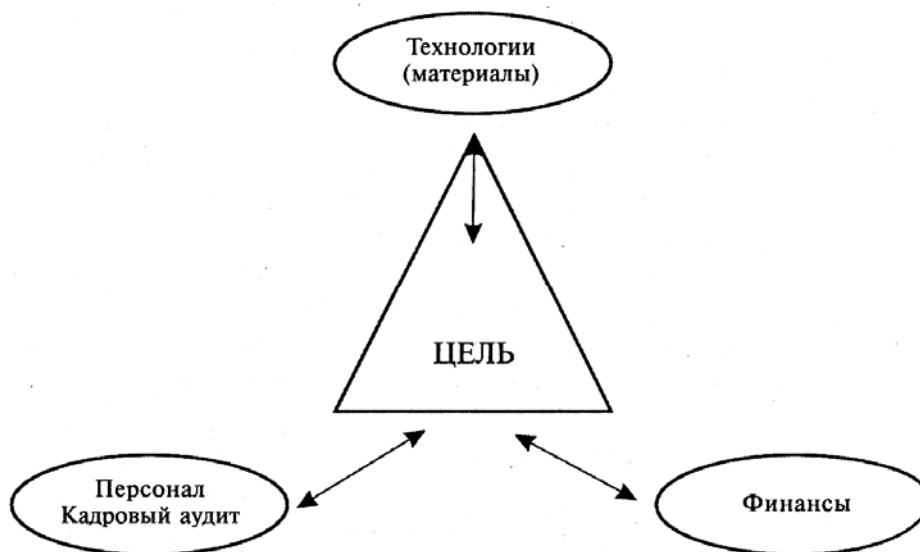 Технологии
(материалы)
ЦЕЛЬ
Персонал
Кадровый аудит
Финансы